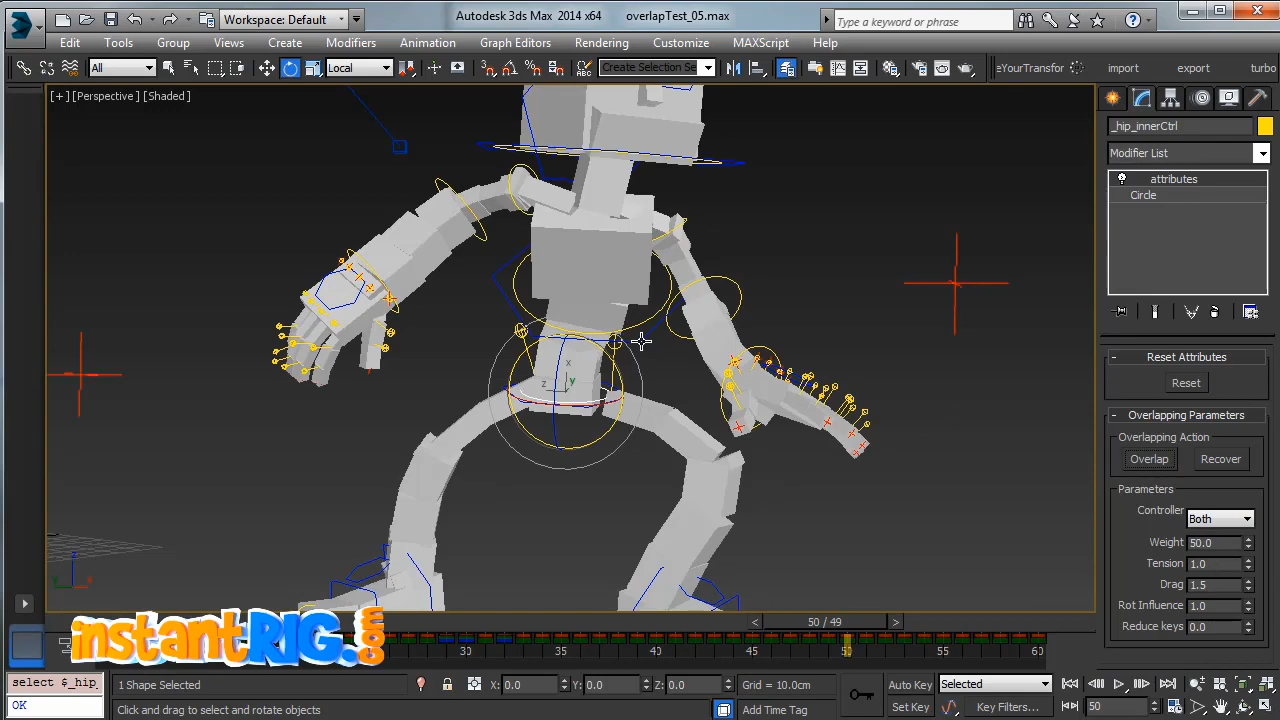 Workspace: Default
Autodesk 3ds Max 2014 x64 overlapTest_05.max
Type a keyword or phrase
Edit Tools Group Views Create Modifiers Animation Graph Editors Rendering Customize MAXScript Help
All Local Create Selection Se eYourTransfor import export turbo
[+] [Perspective] [Shaded]
_hip_innerCtrl
Modifier List
attributes
Circle
Reset Attributes
Reset
Overlapping Parameters
Overlapping Action
Overlap Recover
Parameters
Controller Both
Weight 50.0
Tension 1.0
Drag 1.5
Rot Influence 1.0
Reduce keys 0.0
x
z y
z
instantRIG.com
< 50 / 49 >
30 35 40 45 50 55 60
select $_hip_
OK
1 Shape Selected X: 0.0 Y: 0.0 Z: 0.0 Grid = 10.0cm Auto Key Selected
Click and drag to select and rotate objects Add Time Tag Set Key Key Filters... 50